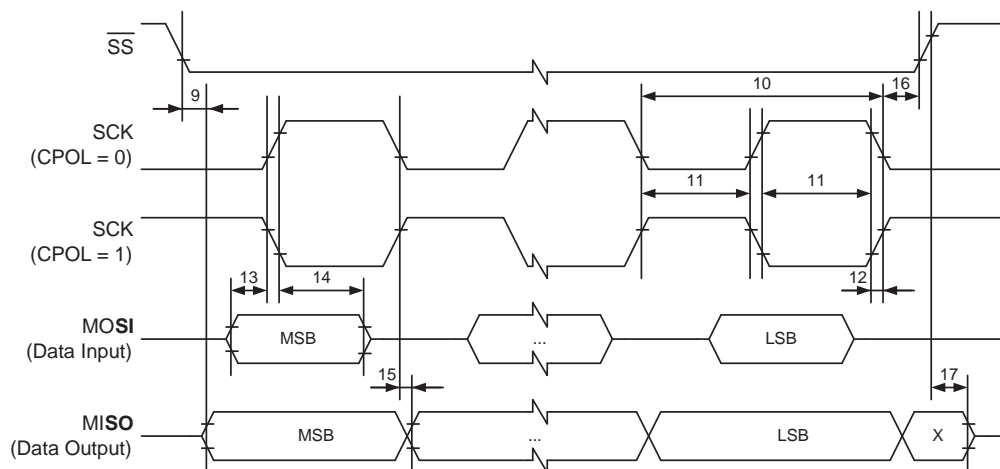 SS
10
16
9
SCK
(CPOL = 0)
11
11
SCK
(CPOL = 1)
13
14
12
MOSI
(Data Input)
MSB
...
LSB
15
17
MISO
(Data Output)
MSB
...
LSB
X